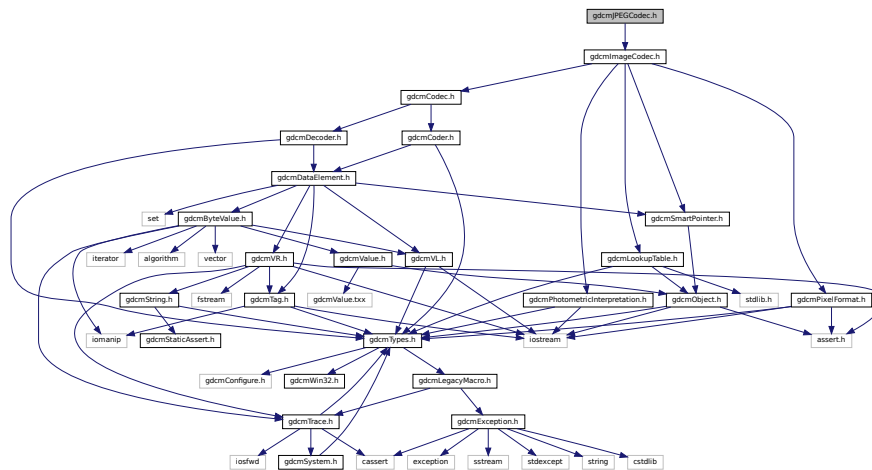 gdcmJPEGCodec.h
gdcmImageCodec.h
gdcmCodec.h
gdcmDecoder.h
gdcmCoder.h
gdcmDataElement.h
set
gdcmByteValue.h
gdcmSmartPointer.h
iterator
algorithm
vector
gdcmVR.h
gdcmValue.h
gdcmVL.h
gdcmLookupTable.h
gdcmString.h
fstream
gdcmTag.h
gdcmValue.txx
gdcmPhotometricInterpretation.h
gdcmObject.h
stdlib.h
gdcmPixelFormat.h
iomanip
gdcmStaticAssert.h
gdcmTypes.h
iostream
assert.h
gdcmConfigure.h
gdcmWin32.h
gdcmLegacyMacro.h
gdcmTrace.h
gdcmException.h
iosfwd
gdcmSystem.h
cassert
exception
sstream
stdexcept
string
cstdlib